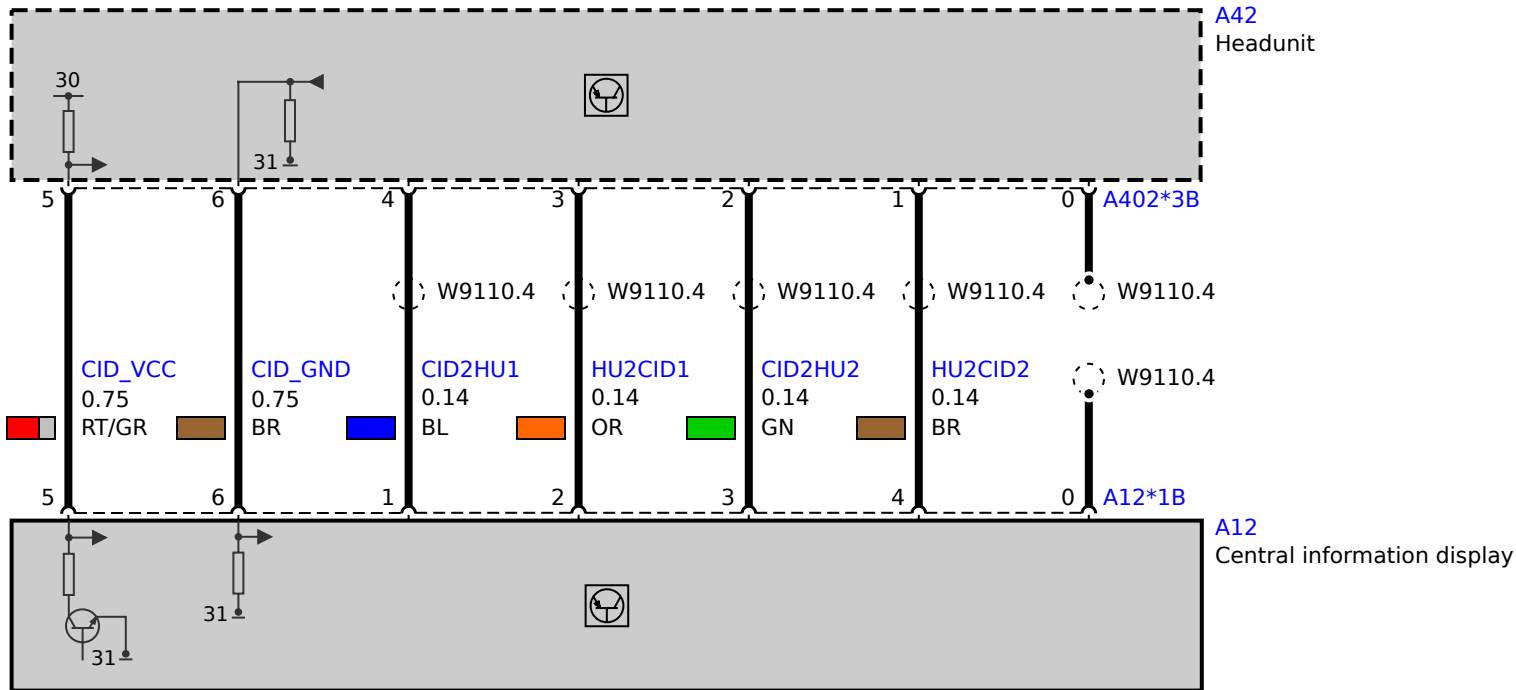 A42
Headunit
30
31
5 6 4 3 2 1 0 A402*3B
W9110.4 W9110.4 W9110.4 W9110.4 W9110.4
CID_VCC CID_GND CID2HU1 HU2CID1 CID2HU2 HU2CID2 W9110.4
0.75 0.75 0.14 0.14 0.14 0.14
RT/GR BR BL OR GN BR
5 6 1 2 3 4 0 A12*1B
A12
Central information display
31
31